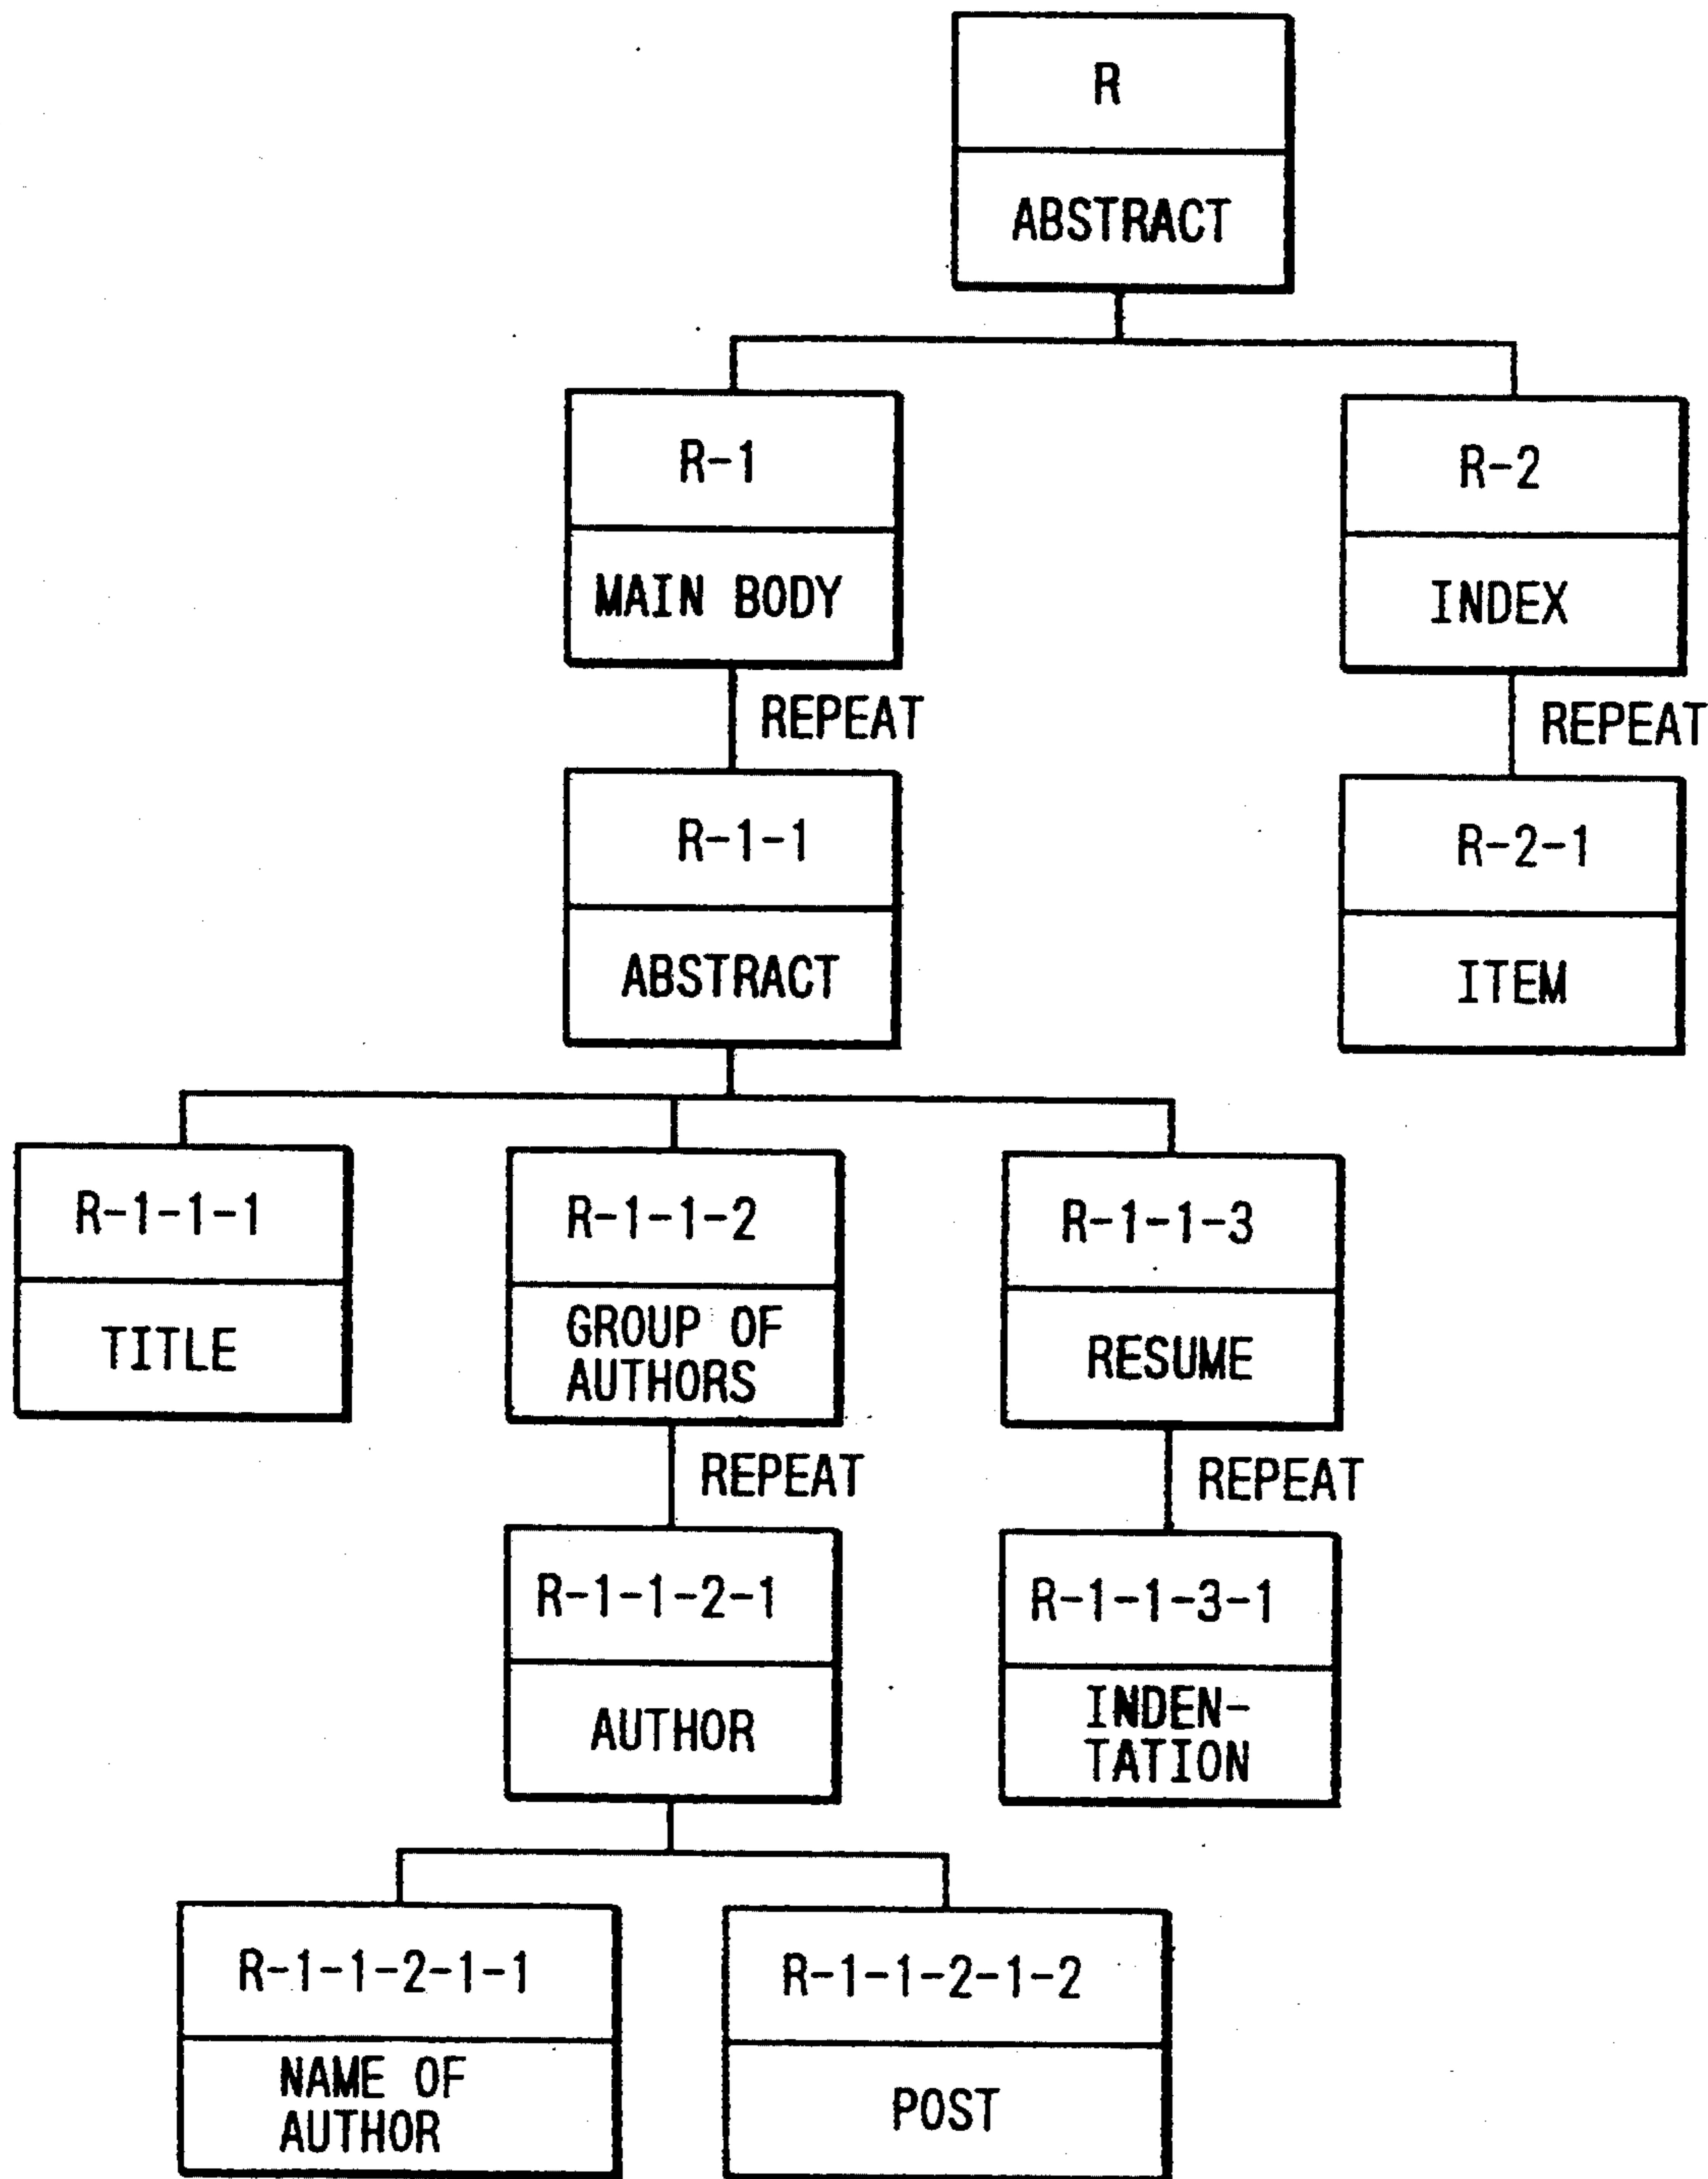 R
ABSTRACT
R-1
MAIN BODY
R-2
INDEX
REPEAT
REPEAT
R-1-1
ABSTRACT
R-2-1
ITEM
R-1-1-1
TITLE
R-1-1-2
GROUP OF
AUTHORS
R-1-1-3
RESUME
REPEAT
REPEAT
R-1-1-2-1
AUTHOR
R-1-1-3-1
INDEN-
TATION
R-1-1-2-1-1
NAME OF
AUTHOR
R-1-1-2-1-2
POST